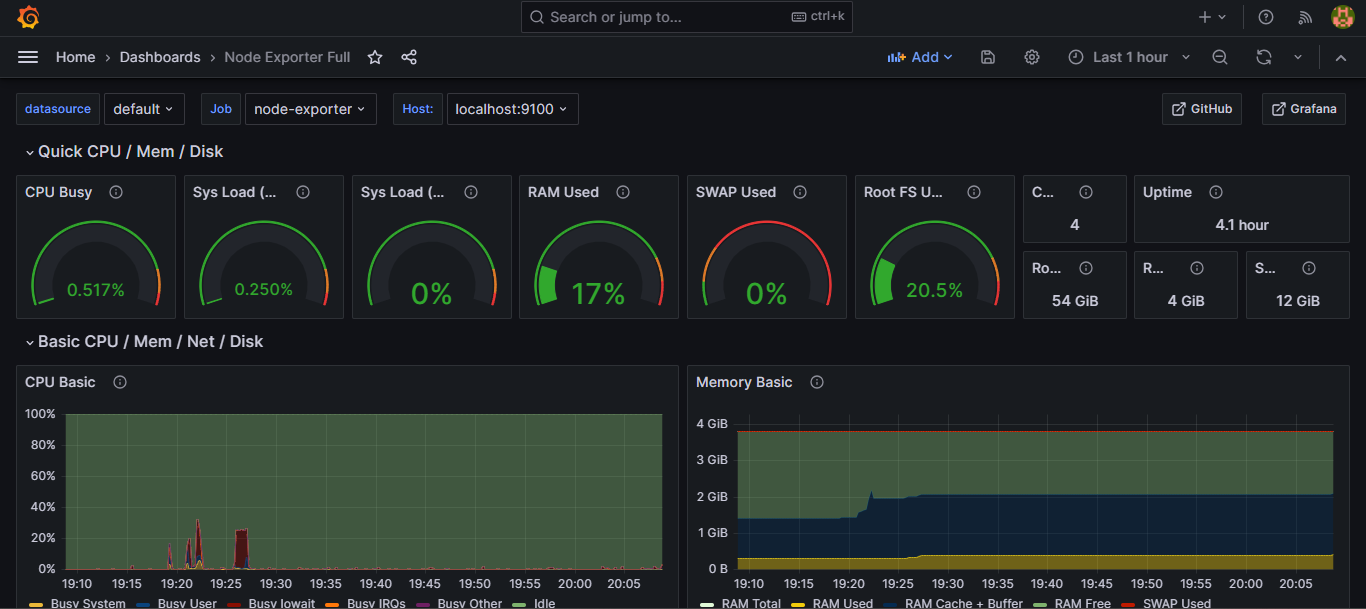 Search or jump to... ctrl+k
Home › Dashboards › Node Exporter Full Add Last 1 hour
datasource default Job node-exporter Host: localhost:9100 GitHub Grafana
Quick CPU / Mem / Disk
CPU Busy Sys Load (... Sys Load (... RAM Used SWAP Used Root FS U... C... Uptime
4 4.1 hour
Ro... R... S...
0.517% 0.250% 0% 17% 0% 20.5% 54 GiB 4 GiB 12 GiB
Basic CPU / Mem / Net / Disk
CPU Basic
100%
80%
60%
40%
20%
0%
19:10 19:15 19:20 19:25 19:30 19:35 19:40 19:45 19:50 19:55 20:00 20:05
Busy System Busy User Busy Iowait Busy IRQs Busy Other Idle
Memory Basic
4 GiB
3 GiB
2 GiB
1 GiB
0 B
19:10 19:15 19:20 19:25 19:30 19:35 19:40 19:45 19:50 19:55 20:00 20:05
RAM Total RAM Used RAM Cache + Buffer RAM Free SWAP Used